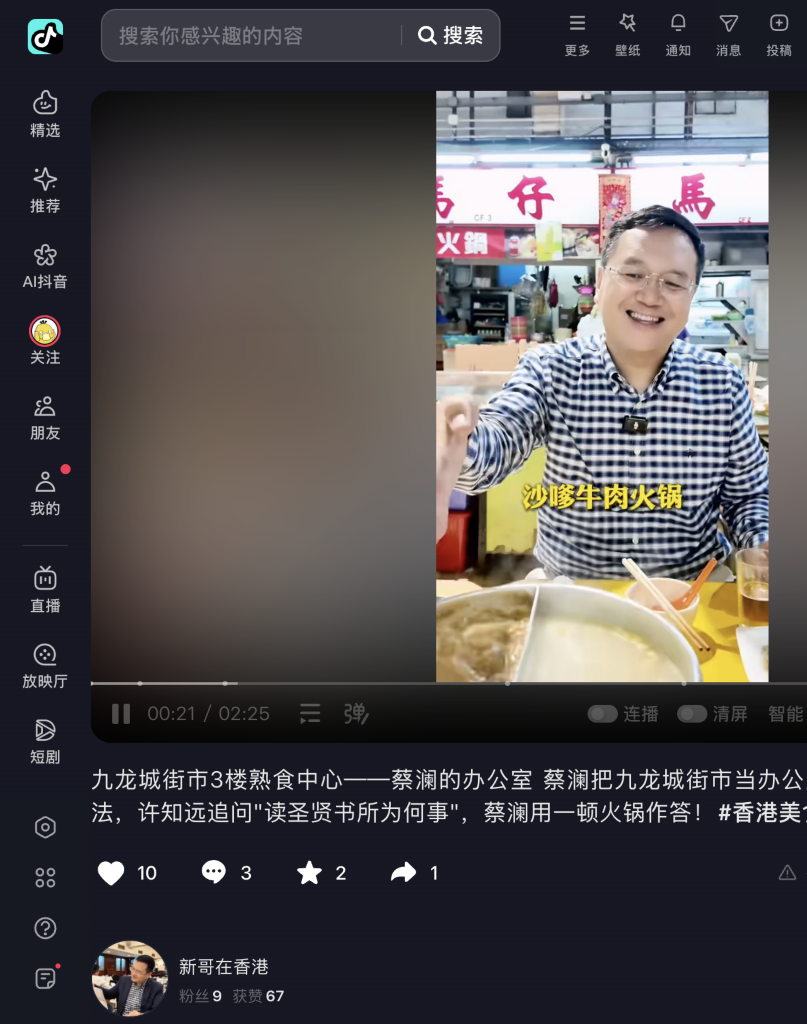 搜索你感兴趣的内容
搜索
更多
壁纸
通知
消息
投稿
精选
推荐
AI抖音
关注
朋友
我的
直播
放映厅
短剧
仔
馬
CF 3
CF 2
火鍋
沙嗲牛肉火锅
00:21 / 02:25
弹
连播
清屏
智能
九龙城街市3楼熟食中心——蔡澜的办公室 蔡澜把九龙城街市当办公
法，许知远追问"读圣贤书所为何事"，蔡澜用一顿火锅作答！ #香港美
10
3
2
1
新哥在香港
粉丝 9 获赞 67